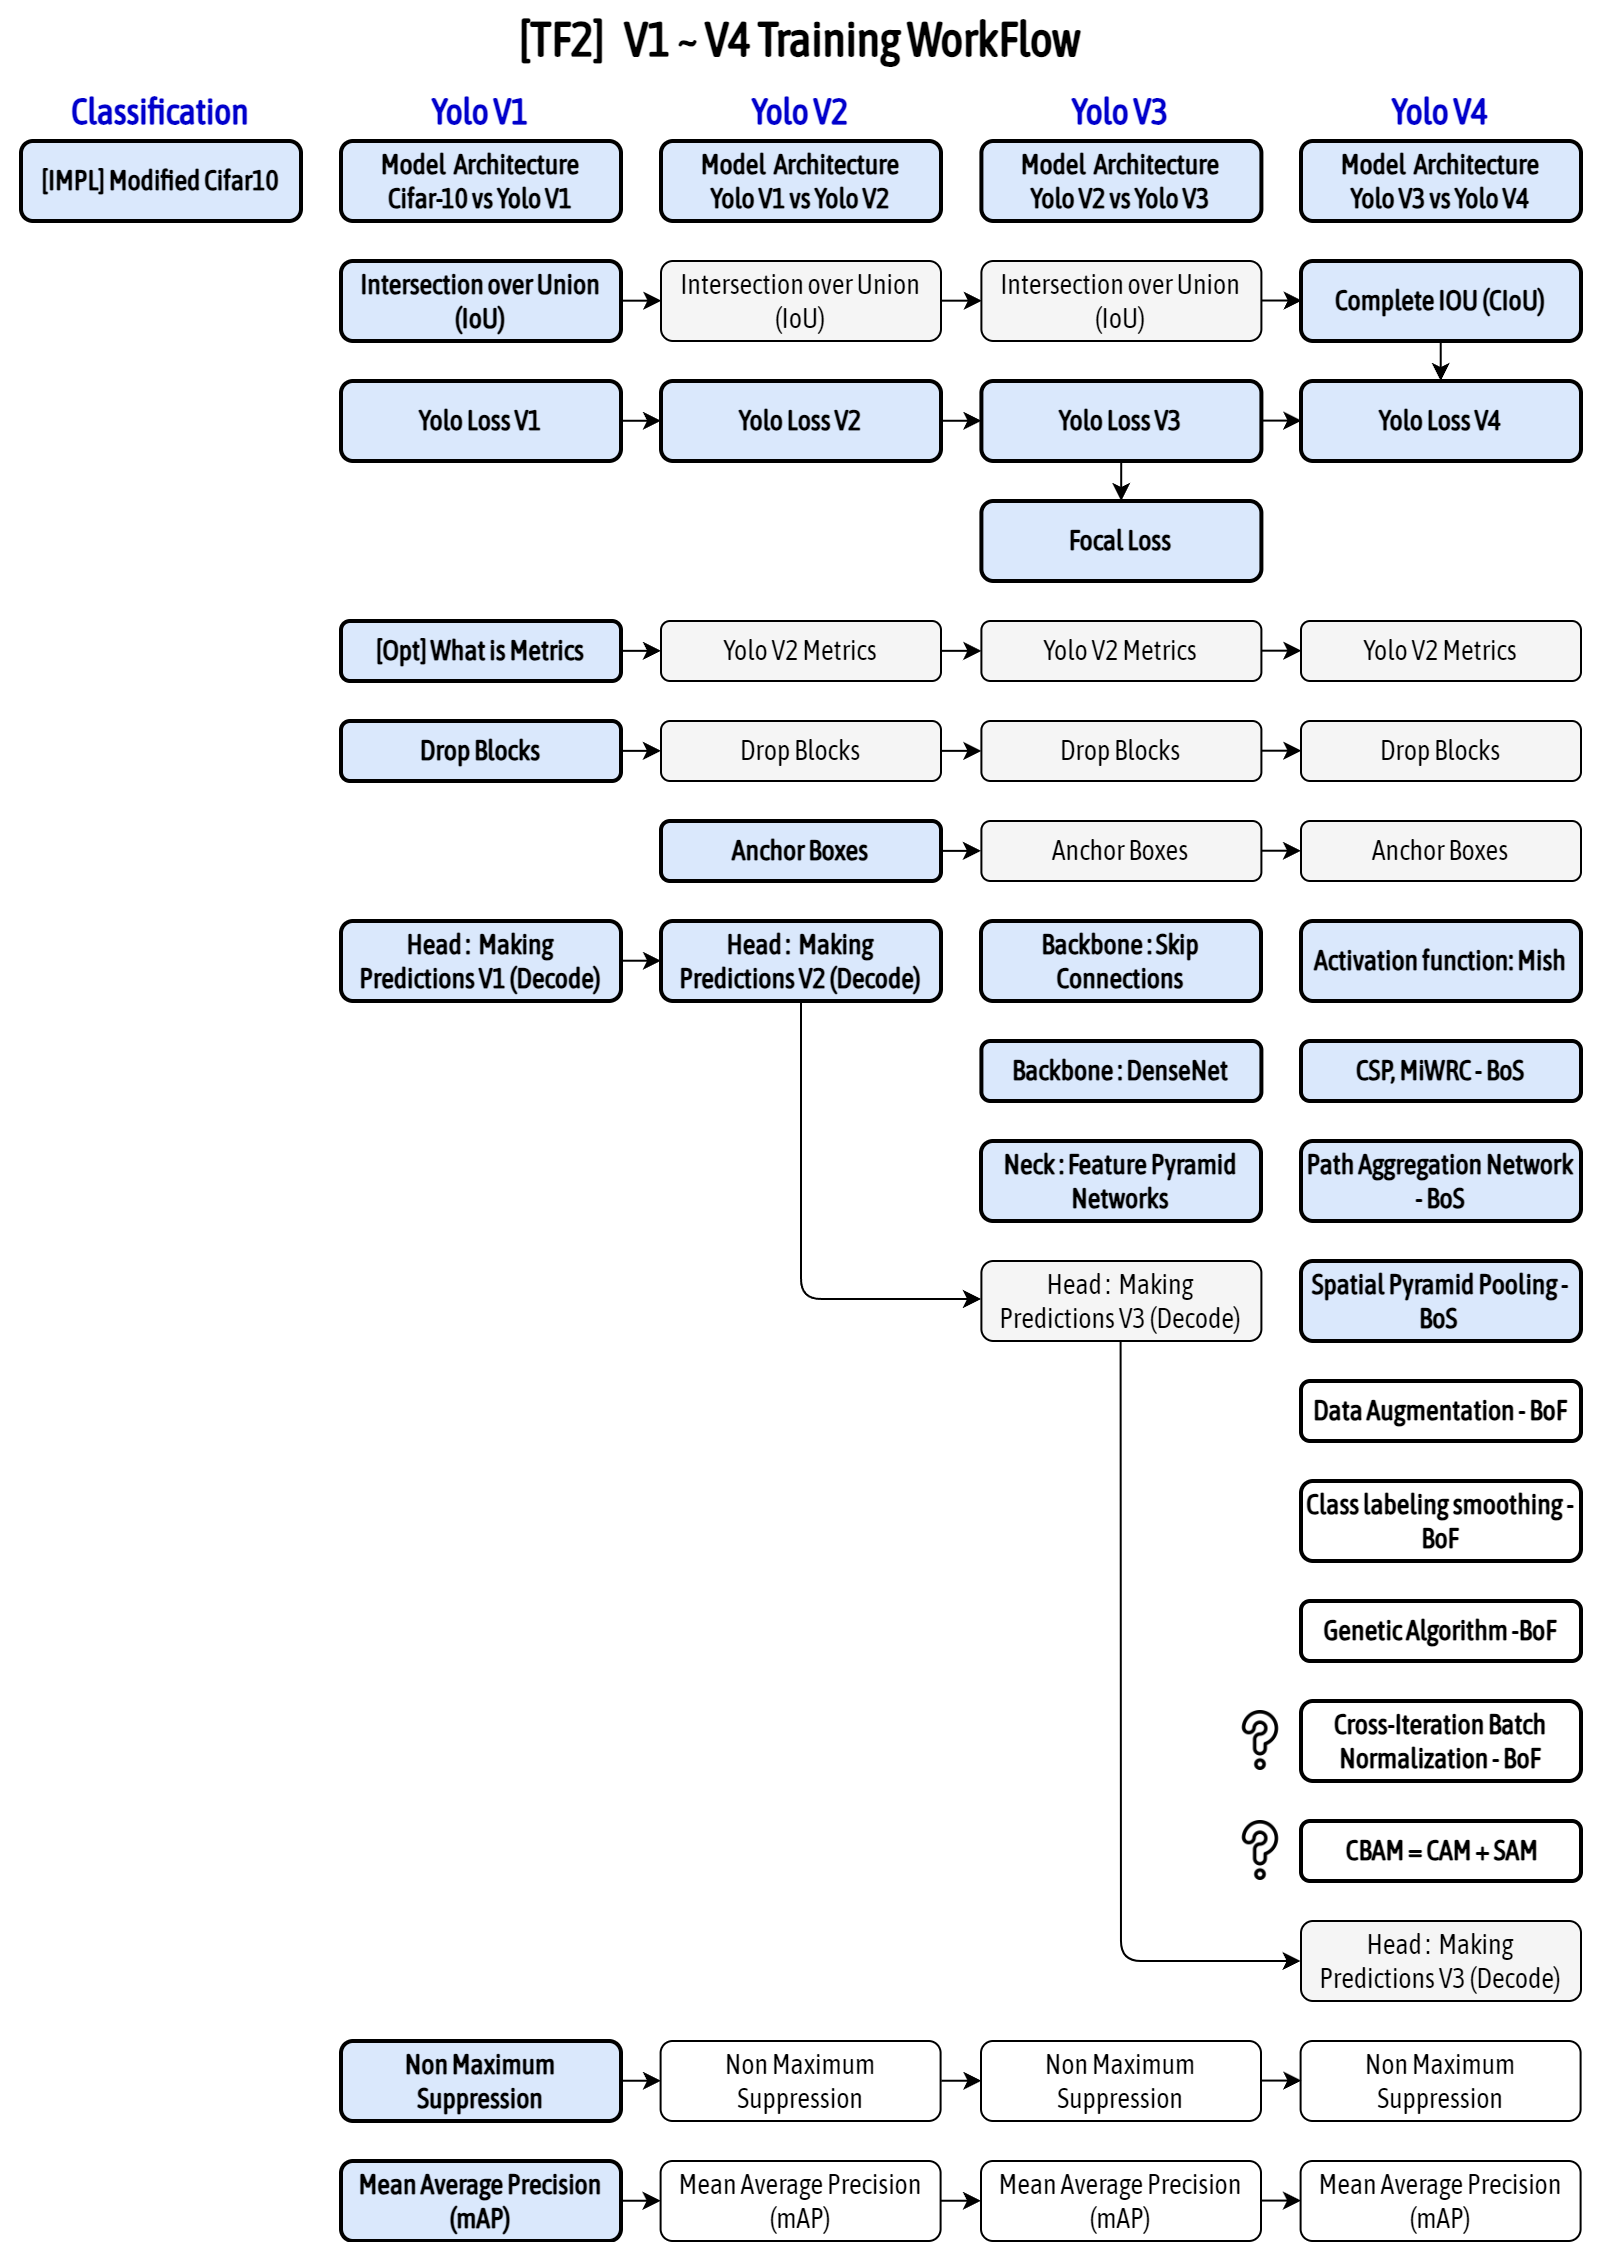 [TF2] V1 ~ V4 Training WorkFlow
Classification
Yolo V1
Yolo V2
Yolo V3
Yolo V4
[IMPL] Modified Cifar10
Model Architecture
Cifar-10 vs Yolo V1
Model Architecture
Yolo V1 vs Yolo V2
Model Architecture
Yolo V2 vs Yolo V3
Model Architecture
Yolo V3 vs Yolo V4
Intersection over Union
(IoU)
Intersection over Union
(IoU)
Intersection over Union
(IoU)
Complete IOU (CIoU)
Yolo Loss V1
Yolo Loss V2
Yolo Loss V3
Yolo Loss V4
Focal Loss
[Opt] What is Metrics
Yolo V2 Metrics
Yolo V2 Metrics
Yolo V2 Metrics
Drop Blocks
Drop Blocks
Drop Blocks
Drop Blocks
Anchor Boxes
Anchor Boxes
Anchor Boxes
Head : Making
Predictions V1 (Decode)
Head : Making
Predictions V2 (Decode)
Backbone : Skip
Connections
Activation function: Mish
Backbone : DenseNet
CSP, MiWRC - BoS
Neck : Feature Pyramid
Networks
Path Aggregation Network
- BoS
Head : Making
Predictions V3 (Decode)
Spatial Pyramid Pooling -
BoS
Data Augmentation - BoF
Class labeling smoothing -
BoF
Genetic Algorithm -BoF
Cross-Iteration Batch
Normalization - BoF
CBAM = CAM + SAM
Head : Making
Predictions V3 (Decode)
Non Maximum
Suppression
Non Maximum
Suppression
Non Maximum
Suppression
Non Maximum
Suppression
Mean Average Precision
(mAP)
Mean Average Precision
(mAP)
Mean Average Precision
(mAP)
Mean Average Precision
(mAP)